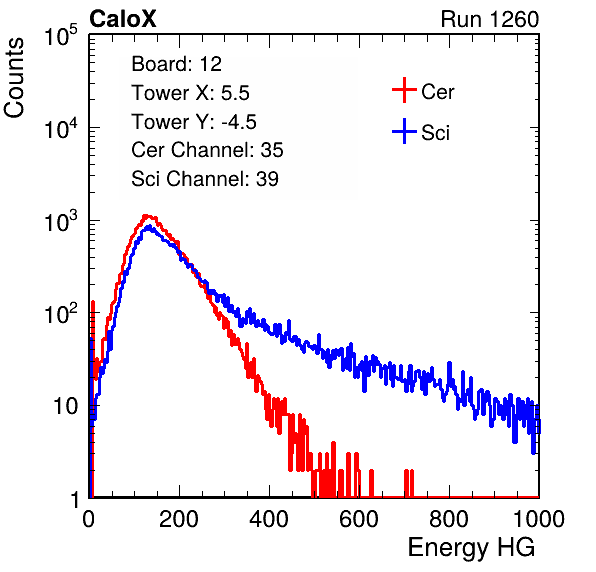 CaloX Run 1260
Counts
Board: 12
Tower X: 5.5
Tower Y: -4.5
Cer Channel: 35
Sci Channel: 39
Cer
Sci
10^5
10^4
10^3
10^2
10
1
0 200 400 600 800 1000
Energy HG